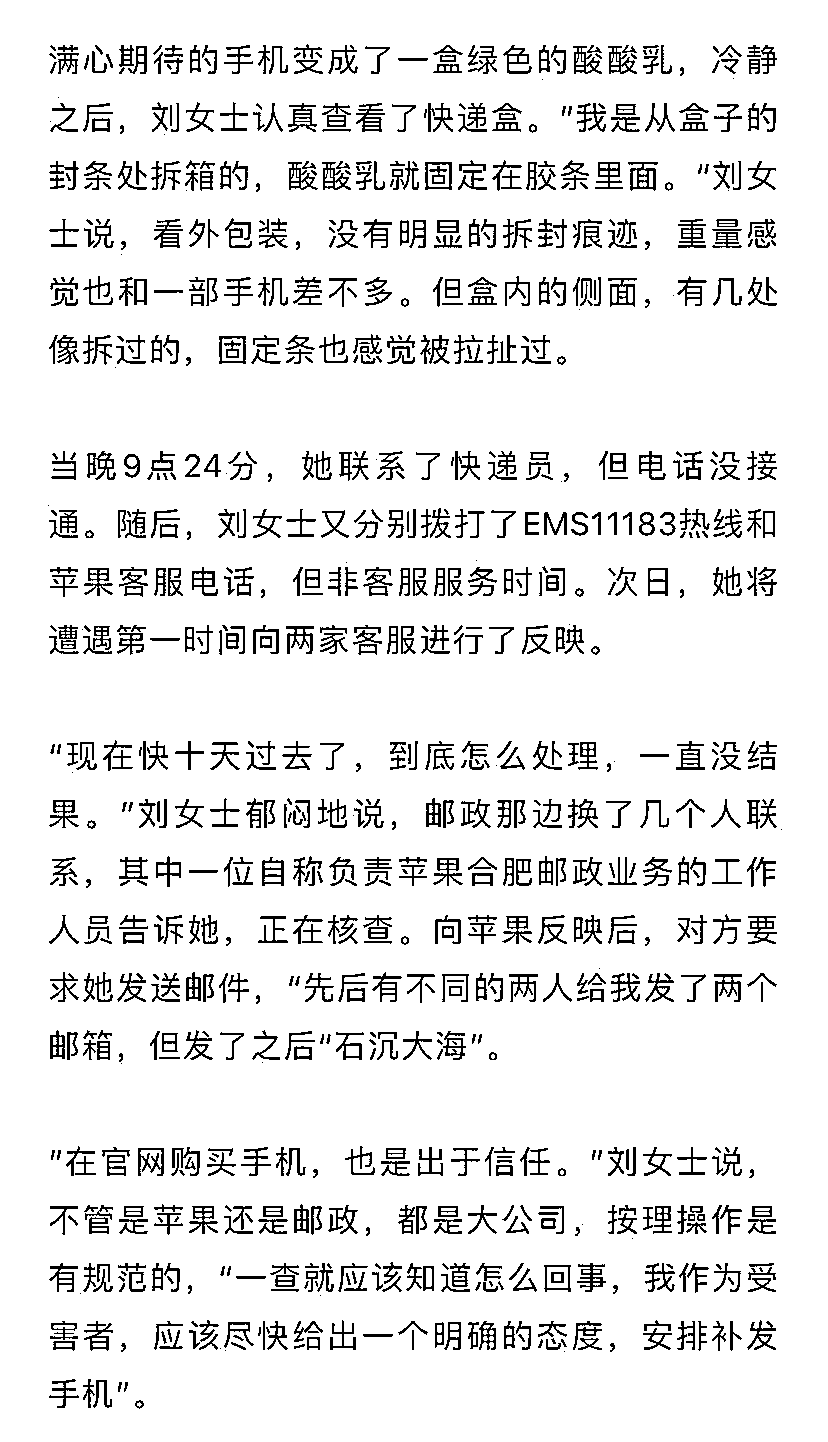 满心期待的手机变成了一盒绿色的酸酸乳，冷静
之后，刘女士认真查看了快递盒。"我是从盒子的
封条处拆箱的，酸酸乳就固定在胶条里面。"刘女
士说，看外包装，没有明显的拆封痕迹，重量感
觉也和一部手机差不多。但盒内的侧面，有几处
像拆过的，固定条也感觉被拉扯过。
当晚9点24分，她联系了快递员，但电话没接
通。随后，刘女士又分别拨打了EMS11183热线和
苹果客服电话，但非客服服务时间。次日，她将
遭遇第一时间向两家客服进行了反映。
"现在快十天过去了，到底怎么处理，一直没结
果。"刘女士郁闷地说，邮政那边换了几个人联
系，其中一位自称负责苹果合肥邮政业务的工作
人员告诉她，正在核查。向苹果反映后，对方要
求她发送邮件，"先后有不同的两人给我发了两个
邮箱，但发了之后"石沉大海"。
"在官网购买手机，也是出于信任。"刘女士说，
不管是苹果还是邮政，都是大公司，按理操作是
有规范的，"一查就应该知道怎么回事，我作为受
害者，应该尽快给出一个明确的态度，安排补发
手机"。